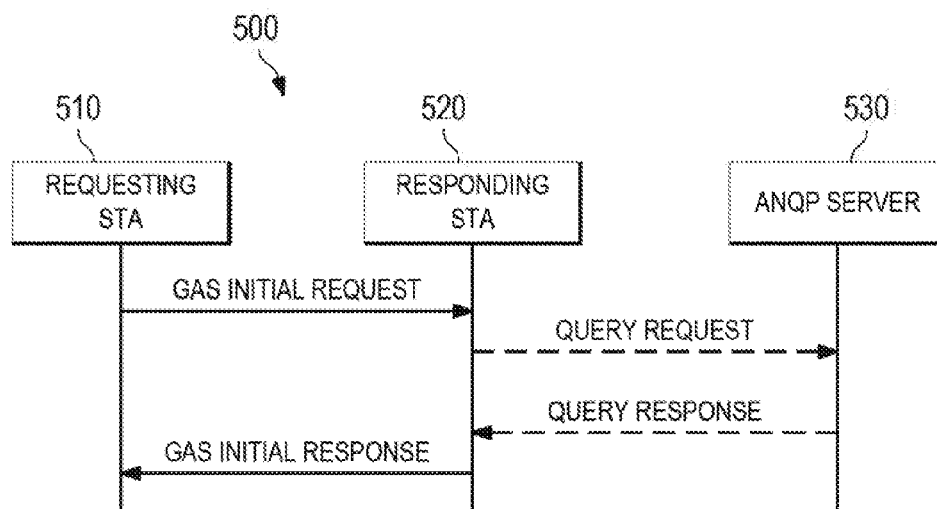 500
510
520
530
REQUESTING
STA
RESPONDING
STA
ANQP SERVER
GAS INITIAL REQUEST
QUERY REQUEST
QUERY RESPONSE
GAS INITIAL RESPONSE